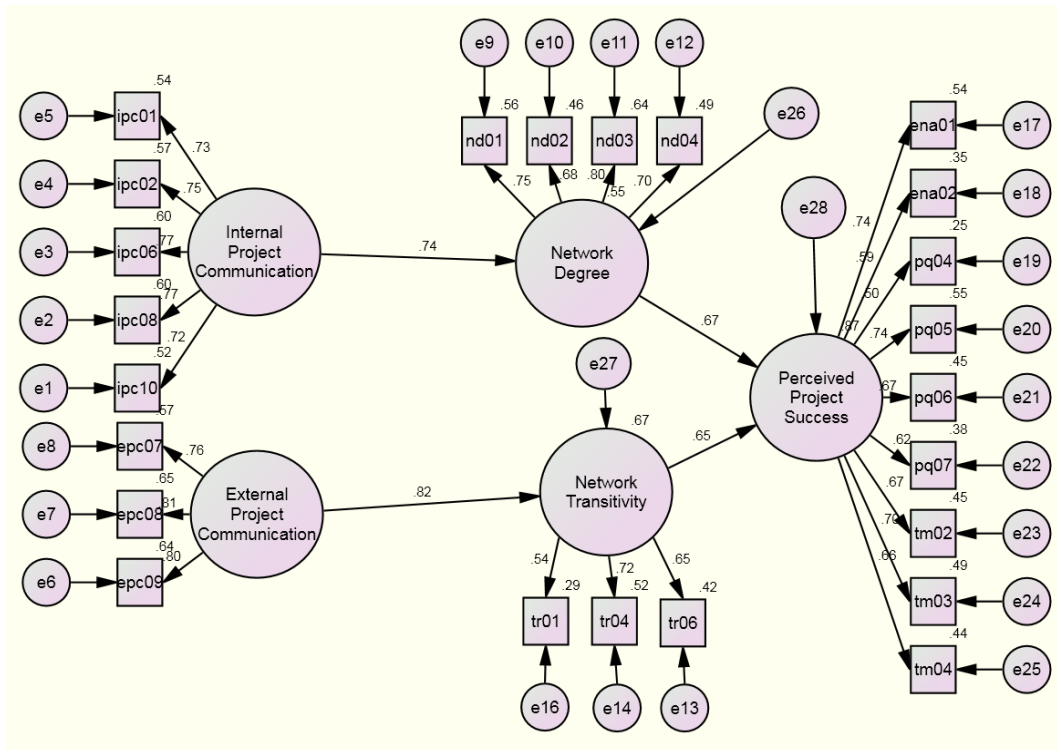 e9
e10
e11
e12
.54
e5
ipc01
.56
.46
.64
.49
.54
e26
nd01
nd02
nd03
nd04
ena01
e17
.73
.57
.35
e4
ipc02
.75
.75
.68
.80
.55
.70
ena02
e18
e28
.60
.74
.25
e3
ipc06
.77
Internal
Project
Communication
.74
Network
Degree
.59
pq04
e19
.60
.77
.50
.55
e2
ipc08
.67
.87
.74
pq05
e20
.72
.52
.45
e27
e1
ipc10
Perceived
Project
Success
.67
pq06
e21
.57
.67
.38
e8
epc07
.76
.65
.62
pq07
e22
.65
.67
.45
e7
epc08
.81
External
Project
Communication
.82
Network
Transitivity
.70
tm02
e23
.64
.80
.54
.72
.65
.66
.49
e6
epc09
.29
.52
.42
tm03
e24
tr01
tr04
tr06
.44
tm04
e25
e16
e14
e13